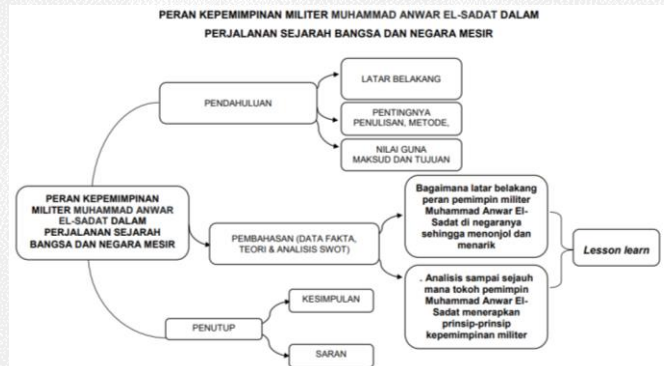 PERAN KEPEMIMPINAN MILITER MUHAMMAD ANWAR EL-SADAT DALAM
PERJALANAN SEJARAH BANGSA DAN NEGARA MESIR
PERAN KEPEMIMPINAN
MILITER MUHAMMAD ANWAR
EL-SADAT DALAM
PERJALANAN SEJARAH
BANGSA DAN NEGARA MESIR
PENDAHULUAN
LATAR BELAKANG
PENTINGNYA
PENULISAN, METODE,
NILAI GUNA
MAKSUD DAN TUJUAN
PEMBAHASAN (DATA FAKTA,
TEORI & ANALISIS SWOT)
Bagaimana latar belakang
peran pemimpin militer
Muhammad Anwar El-
Sadat di negaranya
sehingga menonjol dan
menarik
. Analisis sampai sejauh
mana tokoh pemimpin
Muhammad Anwar El-
Sadat menerapkan
prinsip-prinsip
kepemimpinan militer
Lesson learn
PENUTUP
KESIMPULAN
SARAN